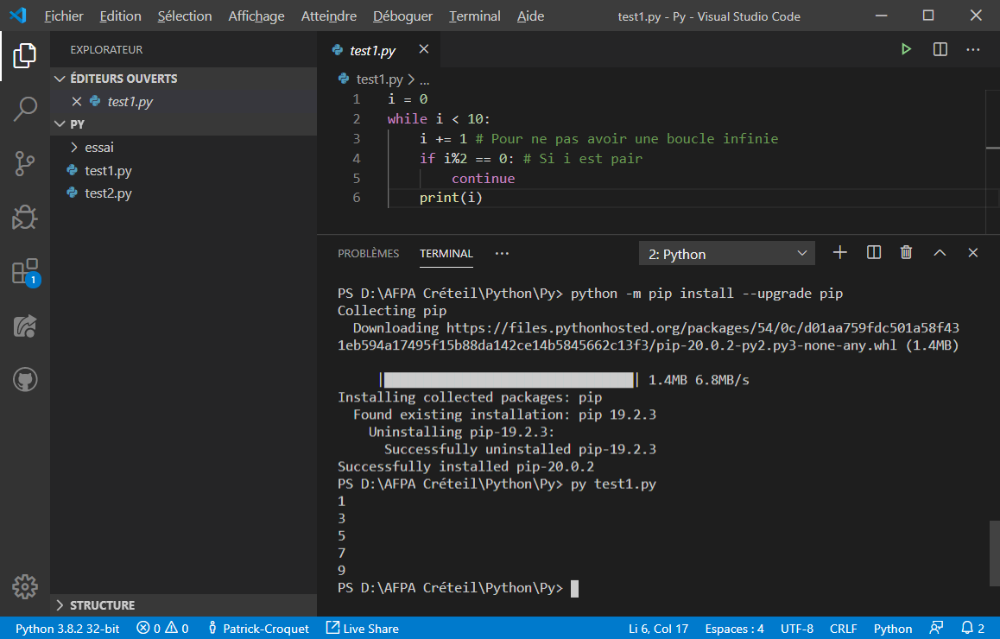 Fichier Edition Sélection Affichage Atteindre Déboguer Terminal Aide test1.py - Py - Visual Studio Code
EXPLORATEUR
ÉDITEURS OUVERTS
test1.py
PY
essai
test1.py
test2.py
1
STRUCTURE
test1.py
test1.py > ...
1 i = 0
2 while i < 10:
3 i += 1 # Pour ne pas avoir une boucle infinie
4 if i%2 == 0: # Si i est pair
5 continue
6 print(i)
PROBLÈMES TERMINAL ... 2: Python
PS D:\AFPA Créteil\Python\Py> python -m pip install --upgrade pip
Collecting pip
Downloading https://files.pythonhosted.org/packages/54/0c/d01aa759fdc501a58f43
1eb594a17495f15b88da142ce14b5845662c13f3/pip-20.0.2-py2.py3-none-any.whl (1.4MB)
| | 1.4MB 6.8MB/s
Installing collected packages: pip
Found existing installation: pip 19.2.3
Uninstalling pip-19.2.3:
Successfully uninstalled pip-19.2.3
Successfully installed pip-20.0.2
PS D:\AFPA Créteil\Python\Py> py test1.py
1
3
5
7
9
PS D:\AFPA Créteil\Python\Py>
Python 3.8.2 32-bit 0 0 Patrick-Croquet Live Share Li 6, Col 17 Espaces : 4 UTF-8 CRLF Python 2